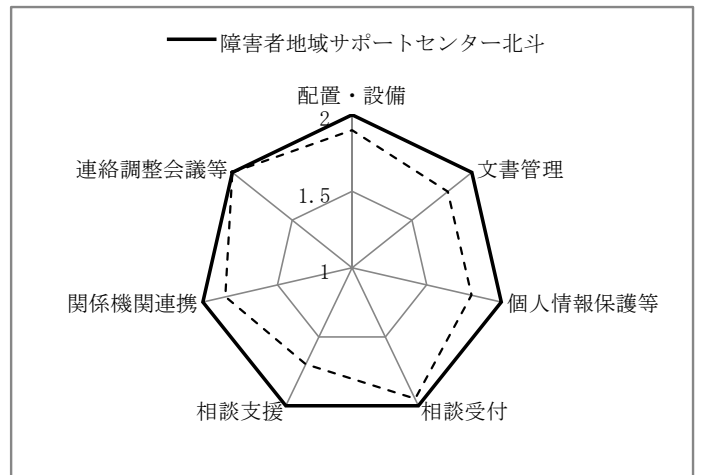 障害者地域サポートセンター北斗
配置・設備
2
連絡調整会議等
文書管理
1.5
1
関係機関連携
個人情報保護等
相談支援
相談受付